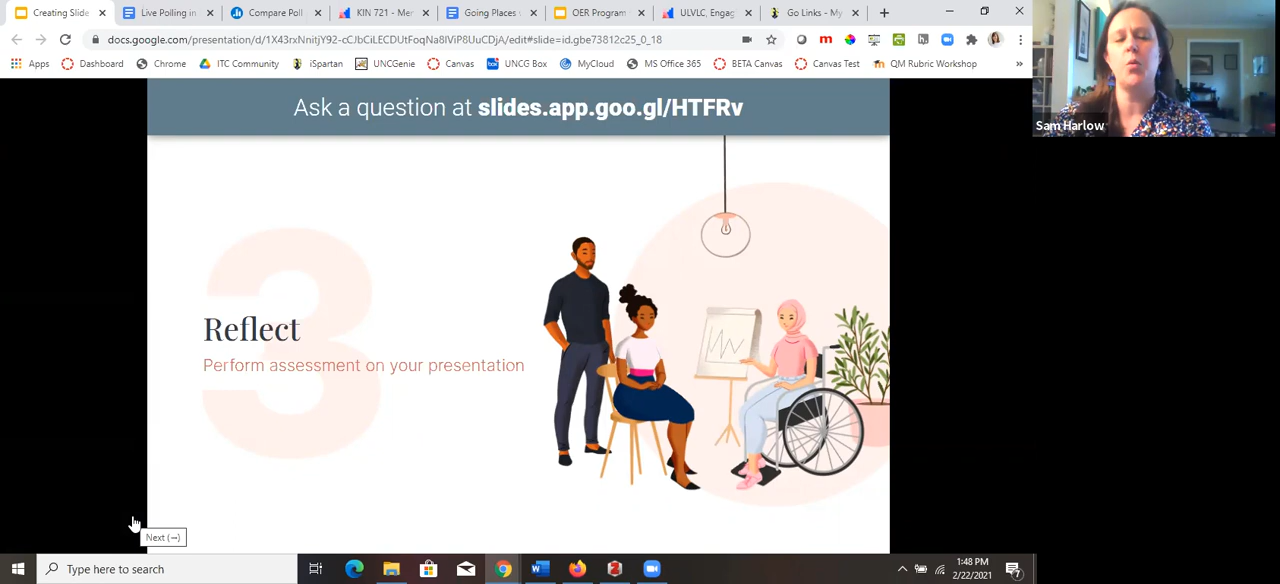 Creating Slide
Live Polling in
Compare Poll
KIN 721 - Mer
Going Places
OER Program
ULVLC, Engag
Go Links - My
docs.google.com/presentation/d/1X43rxNnitjY92-cCJbCiLECDUtFogNVwNiViP8UuCDjA/edit#slide=id.gbe73812c25_0_18
Apps
Dashboard
Chrome
ITC Community
iSpartan
UNCGenie
Canvas
UNCG Box
MyCloud
MS Office 365
BETA Canvas
Canvas Test
QM Rubric Workshop
»
Ask a question at slides.app.goo.gl/HTFRv
Sam Harlow
3
Reflect
Perform assessment on your presentation
Next (→)
Type here to search
1:48 PM
2/22/2021